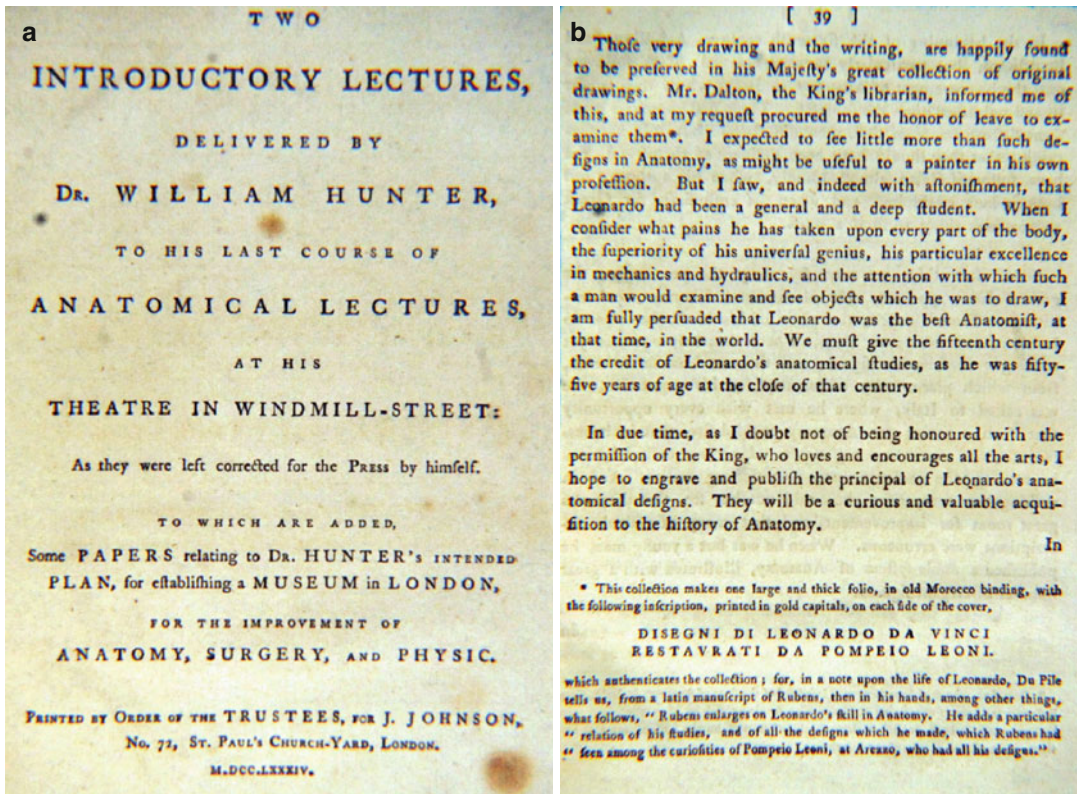 a
TWO
INTRODUCTORY LECTURES,
DELIVERED BY
DR. WILLIAM HUNTER,
TO HIS LAST COURSE OF
ANATOMICAL LECTURES,
AT HIS
THEATRE IN WINDMILL-STREET:
As they were left corrected for the PRESS by himself.
TO WHICH ARE ADDED,
Some PAPERS relating to DR. HUNTER'S INTENDED
PLAN, for eſtabliſhing a MUSEUM in LONDON,
FOR THE IMPROVEMENT OF
ANATOMY, SURGERY, AND PHYSIC.
PRINTED BY ORDER OF THE TRUSTEES, FOR J. JOHNSON,
No. 72, ST. PAUL'S CHURCH-YARD, LONDON.
M.DCC.LXXXIV.
b
[ 39 ]
Thoſe very drawing and the writing, are happily found
to be preſerved in his Majeſty's great collection of original
drawings. Mr. Dalton, the King's librarian, informed me of
this, and at my requeſt procured me the honor of leave to ex-
amine them*. I expected to ſee little more than ſuch de-
ſigns in Anatomy, as might be uſeful to a painter in his own
profeſſion. But I ſaw, and indeed with aſtoniſhment, that
Leonardo had been a general and a deep ſtudent. When I
conſider what pains he has taken upon every part of the body,
the ſuperiority of his univerſal genius, his particular excellence
in mechanics and hydraulics, and the attention with which ſuch
a man would examine and ſee objects which he was to draw, I
am fully perſuaded that Leonardo was the beſt Anatomiſt, at
that time, in the world. We muſt give the fifteenth century
the credit of Leonardo's anatomical ſtudies, as he was fifty-
five years of age at the cloſe of that century.
In due time, as I doubt not of being honoured with the
permiſſion of the King, who loves and encourages all the arts, I
hope to engrave and publiſh the principal of Leonardo's ana-
tomical deſigns. They will be a curious and valuable acqui-
ſition to the hiſtory of Anatomy.
In
* This collection makes one large and thick folio, in old Morocco binding, with
the following inſcription, printed in gold capitals, on each ſide of the cover,
DISEGNI DI LEONARDO DA VINCI
RESTAVRATI DA POMPEIO LEONI.
which authenticates the collection; for, in a note upon the life of Leonardo, Du Pile
tells us, from a latin manuſcript of Rubens, then in his hands, among other things,
what follows, “ Rubens enlarges on Leonardo's ſkill in Anatomy. He adds a particular
“ relation of his ſtudies, and of all the deſigns which he made, which Rubens had
“ ſeen among the curioſities of Pompeio Leoni, at Arezzo, who had all his deſigns.”